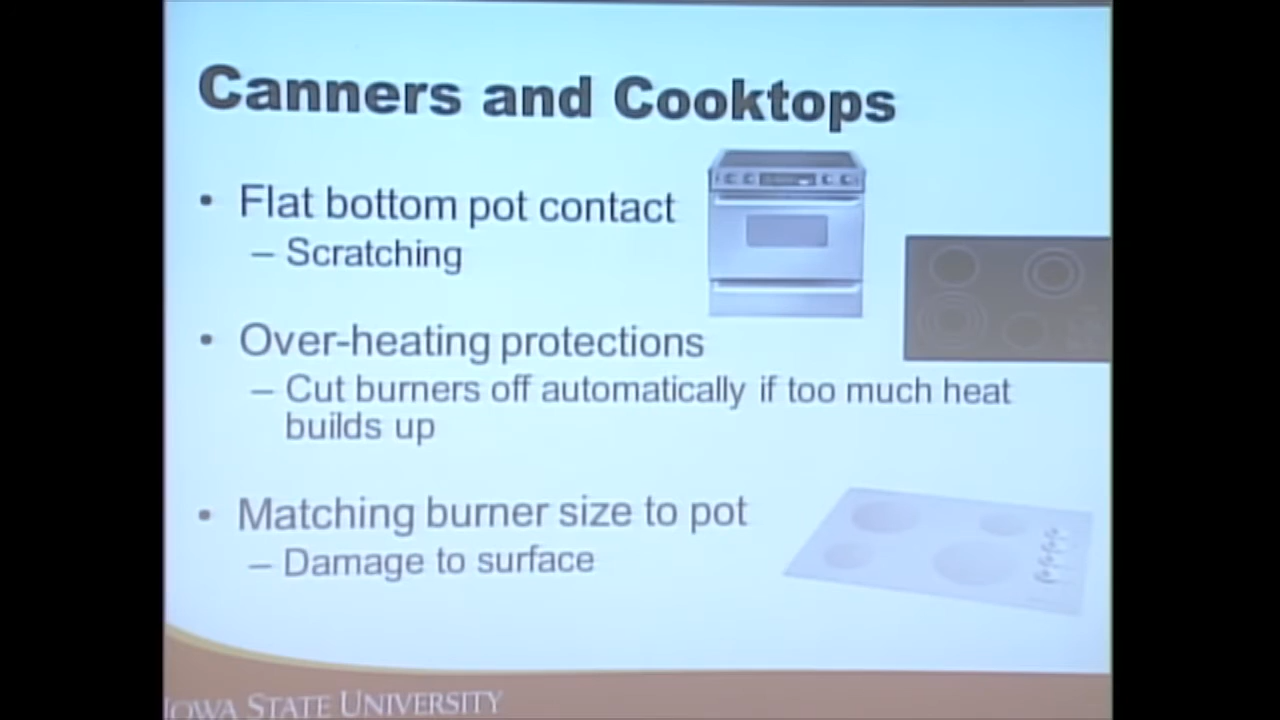 Canners and Cooktops
• Flat bottom pot contact
– Scratching
• Over-heating protections
– Cut burners off automatically if too much heat
builds up
• Matching burner size to pot
– Damage to surface
IOWA STATE UNIVERSITY